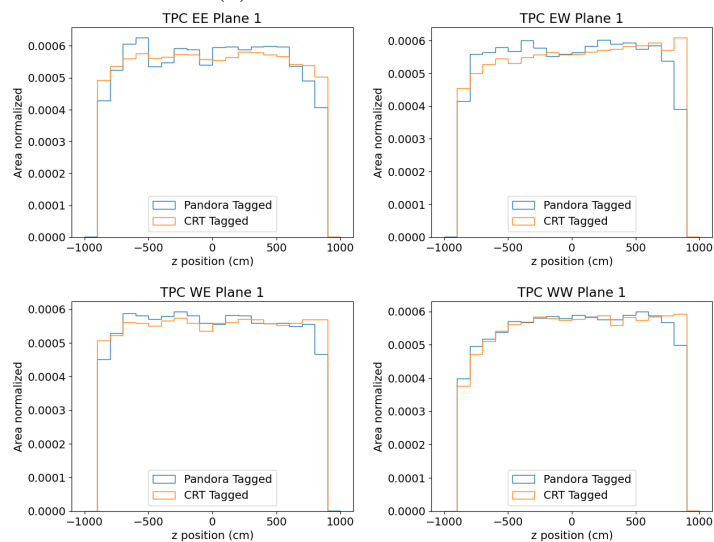 TPC EE Plane 1
0.0006
0.0005
0.0004
0.0003
0.0002
0.0001
0.0000
Area normalized
Pandora Tagged
CRT Tagged
−1000 −500 0 500 1000
z position (cm)
TPC EW Plane 1
0.0006
0.0005
0.0004
0.0003
0.0002
0.0001
0.0000
Area normalized
Pandora Tagged
CRT Tagged
−1000 −500 0 500 1000
z position (cm)
TPC WE Plane 1
0.0006
0.0005
0.0004
0.0003
0.0002
0.0001
0.0000
Area normalized
Pandora Tagged
CRT Tagged
−1000 −500 0 500 1000
z position (cm)
TPC WW Plane 1
0.0006
0.0005
0.0004
0.0003
0.0002
0.0001
0.0000
Area normalized
Pandora Tagged
CRT Tagged
−1000 −500 0 500 1000
z position (cm)